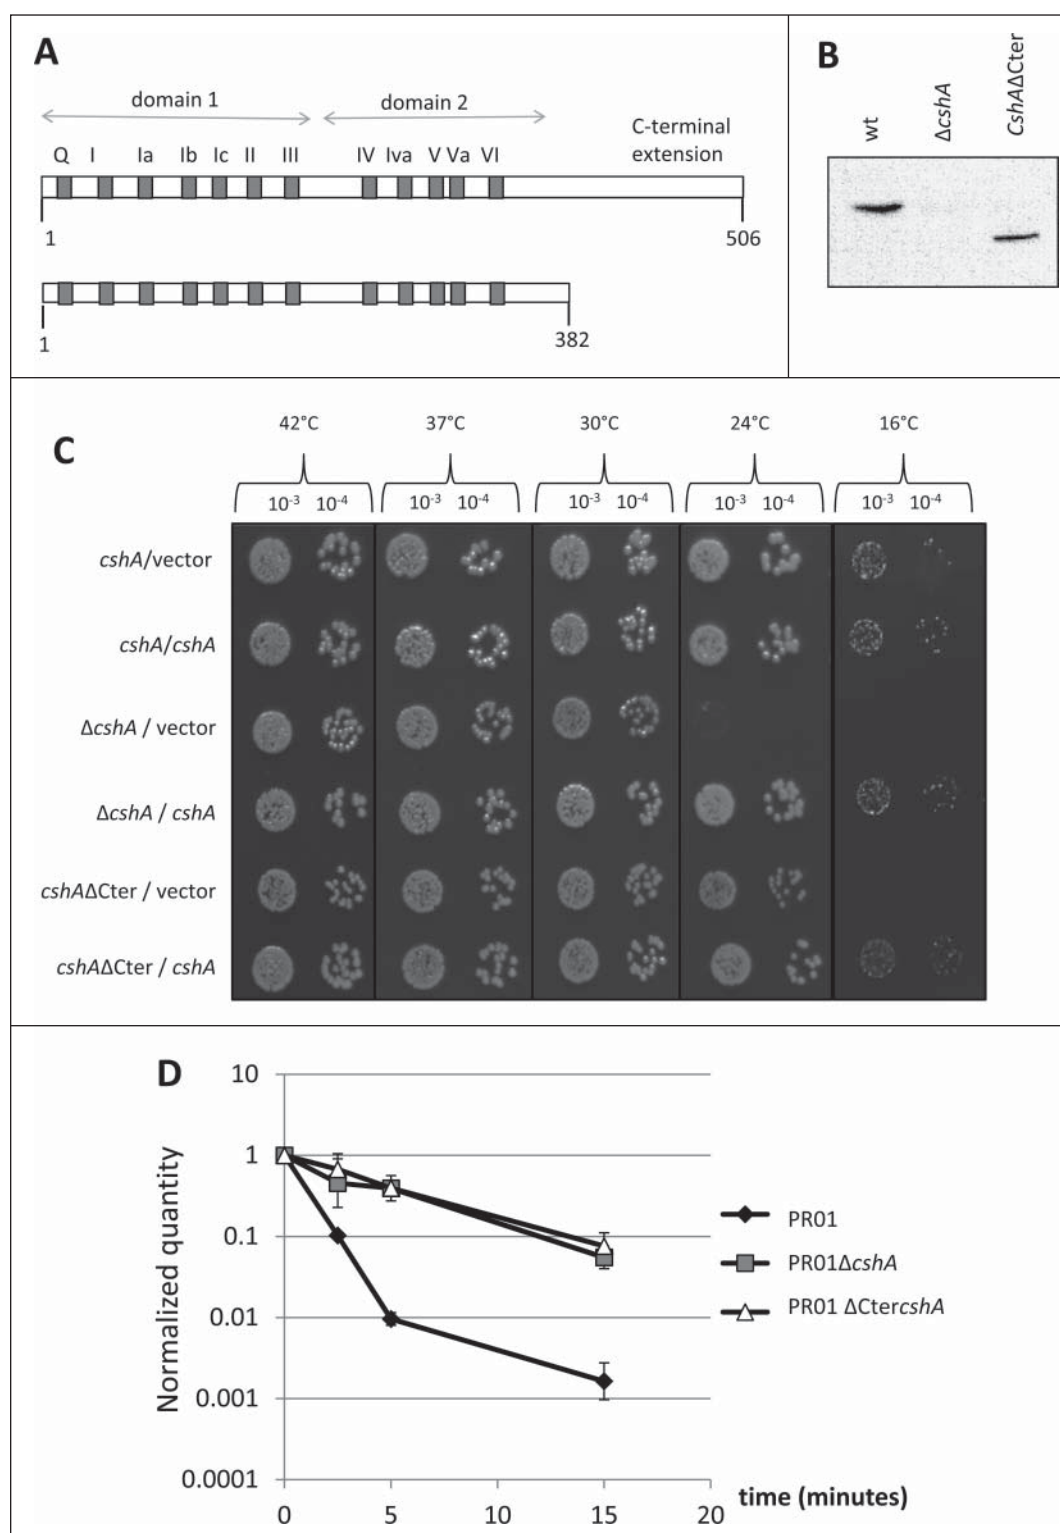 A
domain 1
domain 2
C-terminal
extension
Q I Ia Ib Ic II III IV Iva V Va VI
1
506
1
382
B
wt
ΔcshA
CshAΔCter
C
42°C 37°C 30°C 24°C 16°C
10⁻³ 10⁻⁴ 10⁻³ 10⁻⁴ 10⁻³ 10⁻⁴ 10⁻³ 10⁻⁴ 10⁻³ 10⁻⁴
cshA/vector
cshA/cshA
ΔcshA / vector
ΔcshA / cshA
cshAΔCter / vector
cshAΔCter / cshA
D
Normalized quantity
10
1
0.1
0.01
0.001
0.0001
0 5 10 15 20
time (minutes)
PR01
PR01ΔcshA
PR01 ΔCtercshA